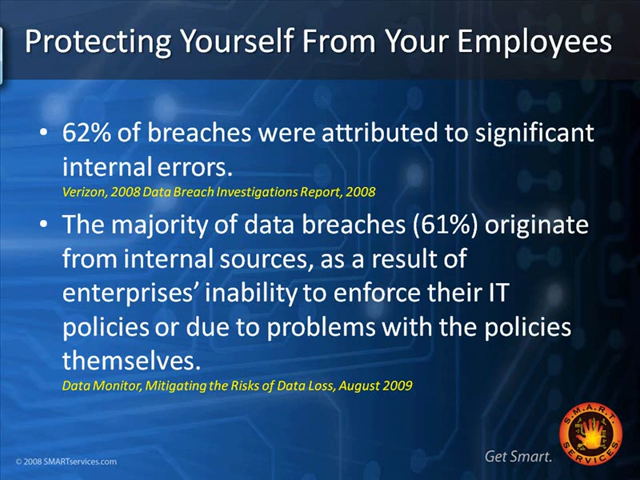 Protecting Yourself From Your Employees
• 62% of breaches were attributed to significant
internal errors.
Verizon, 2008 Data Breach Investigations Report, 2008
• The majority of data breaches (61%) originate
from internal sources, as a result of
enterprises’ inability to enforce their IT
policies or due to problems with the policies
themselves.
Data Monitor, Mitigating the Risks of Data Loss, August 2009
S.M.A.R.T.
SERVICES
Get Smart.
© 2008 SMARTservices.com